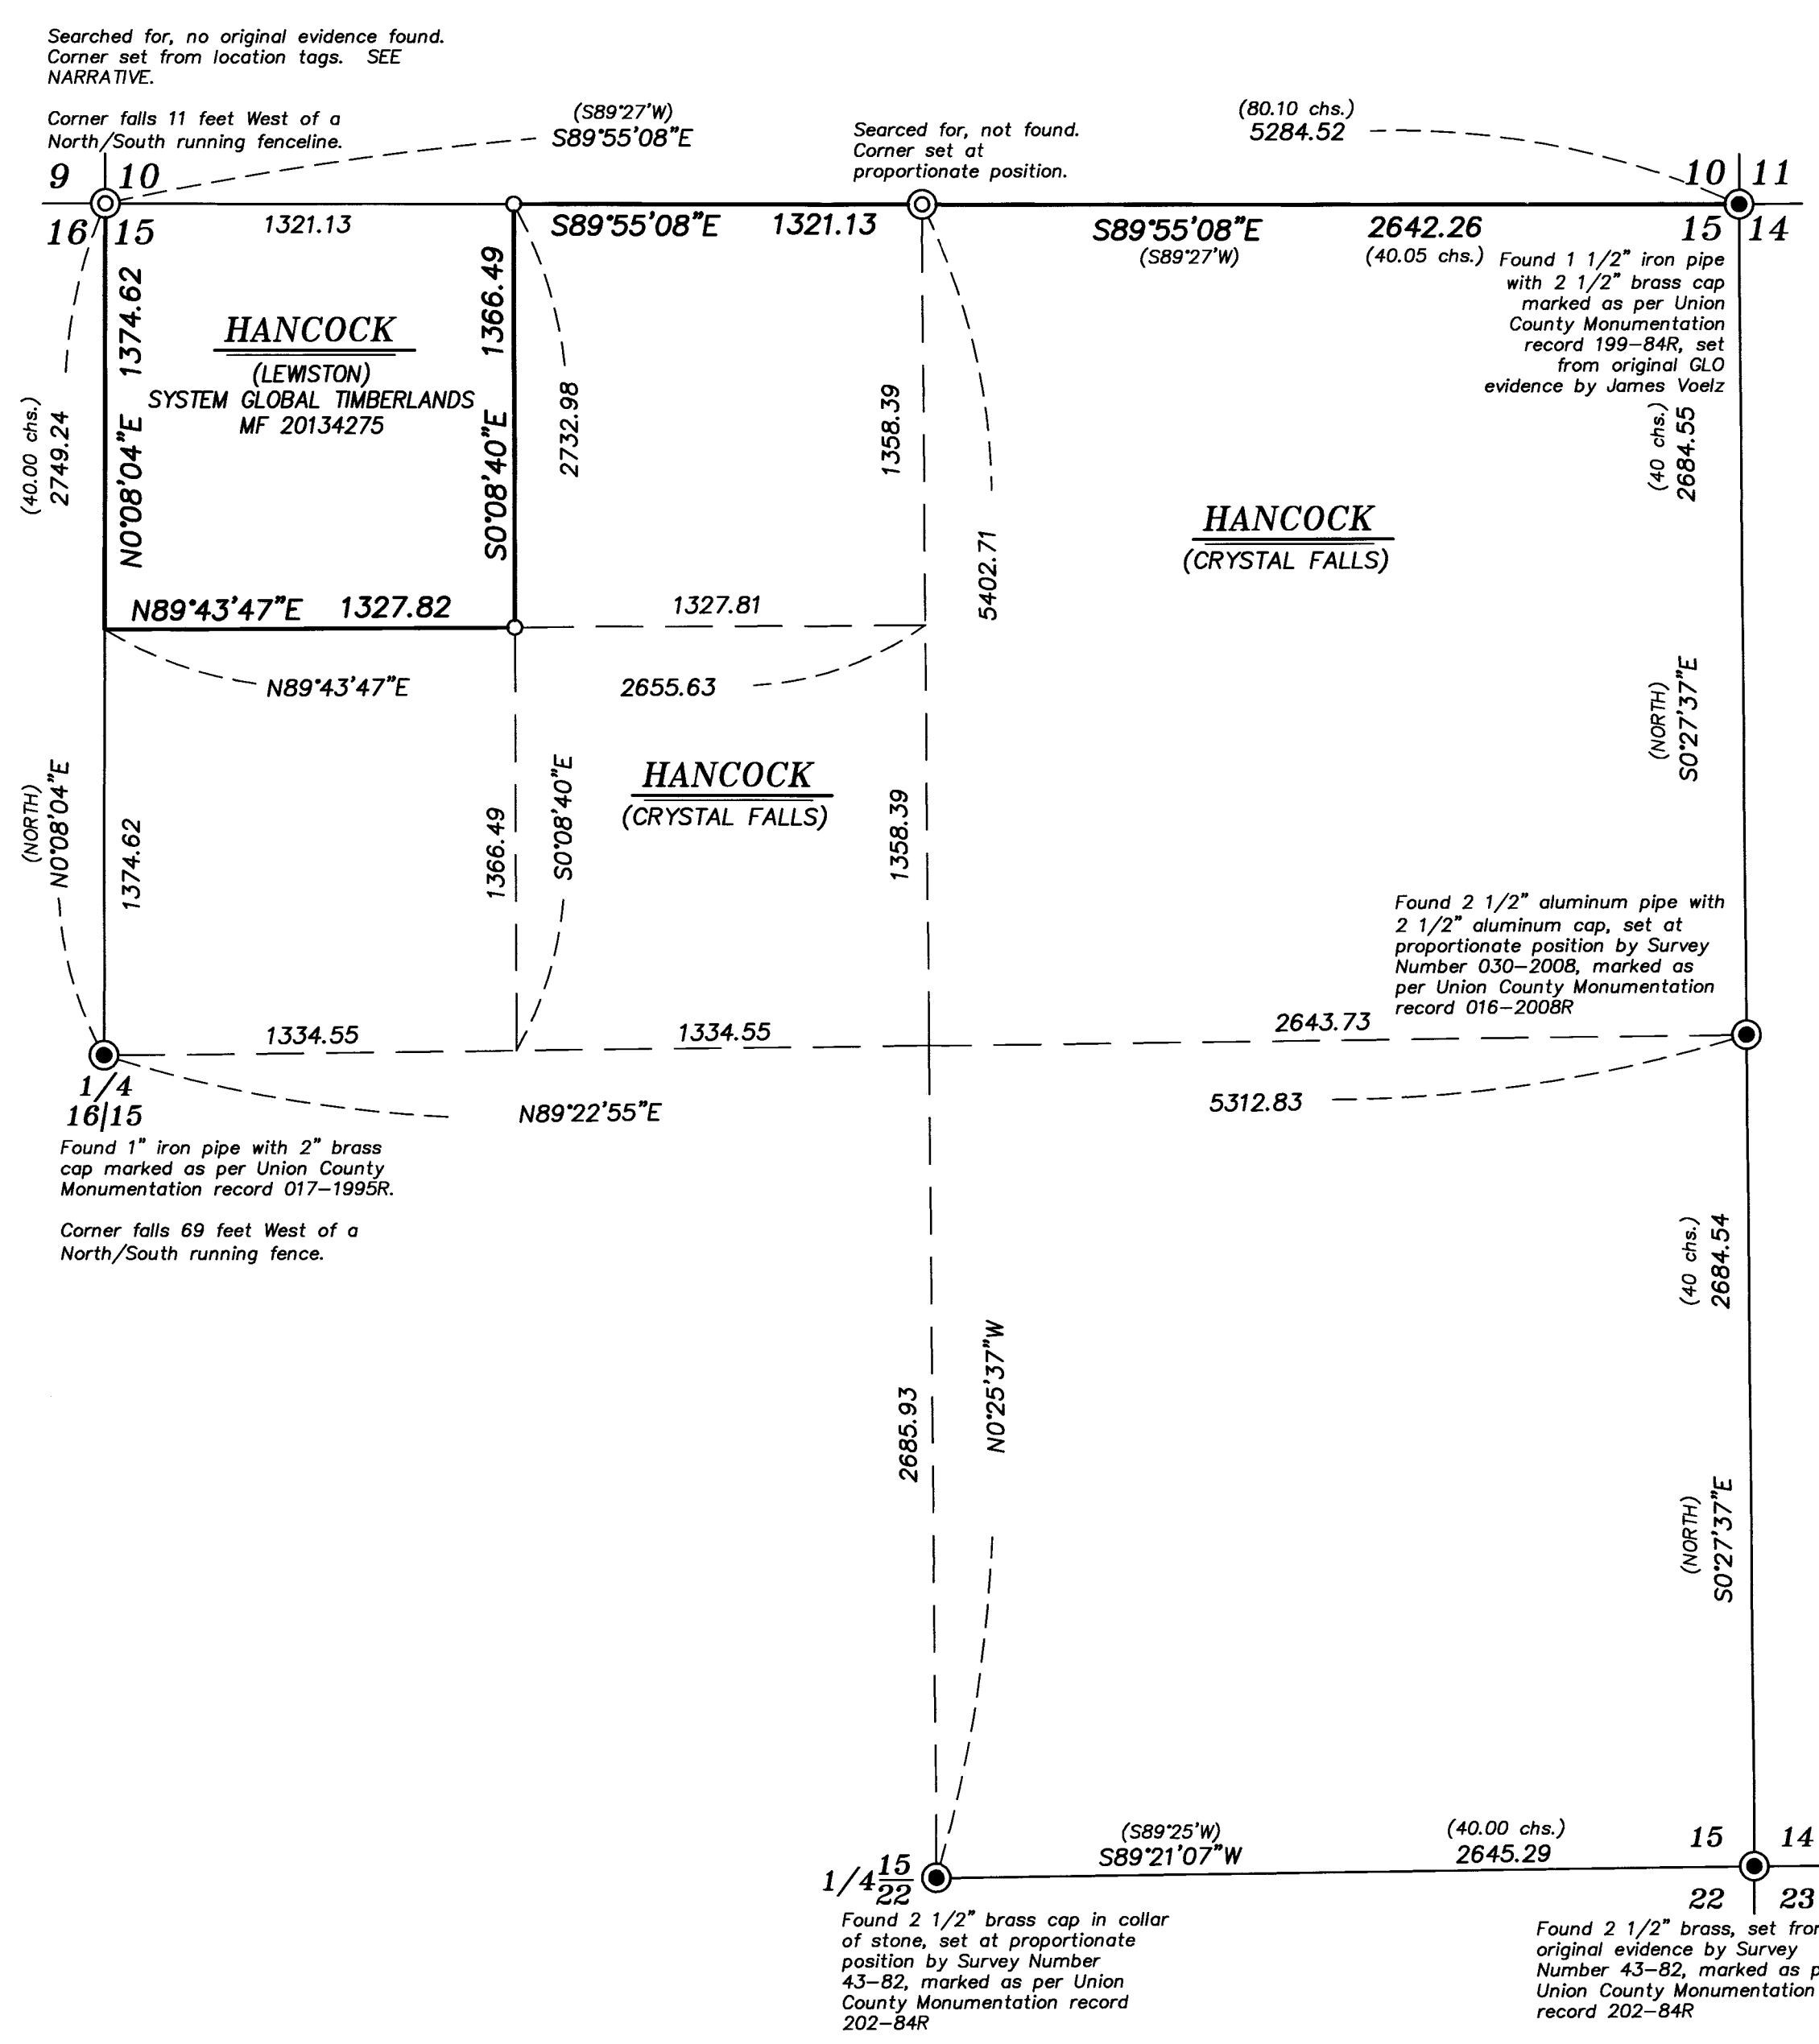 Searched for, no original evidence found.
Corner set from location tags.  SEE
NARRATIVE.
Corner falls 11 feet West of a
North/South running fenceline.
(S89°27'W)
S89°55'08"E
Searced for, not found.
Corner set at
proportionate position.
(80.10 chs.)
5284.52
9 10
16 15
10 11
15 14
1321.13
S89°55'08"E 1321.13
S89°55'08"E 2642.26
(S89°27'W) (40.05 chs.)
Found 1 1/2" iron pipe
with 2 1/2" brass cap
marked as per Union
County Monumentation
record 199-84R, set
from original GLO
evidence by James Voelz
(40.00 chs.)
2749.24
N0°08'04"E 1374.62
HANCOCK
(LEWISTON)
SYSTEM GLOBAL TIMBERLANDS
MF 20134275
S0°08'40"E 1366.49
2732.98
1358.39
5402.71
HANCOCK
(CRYSTAL FALLS)
(40 chs.)
2684.55
N89°43'47"E 1327.82
1327.81
N89°43'47"E
2655.63
(NORTH)
S0°27'37"E
HANCOCK
(CRYSTAL FALLS)
(NORTH)
N0°08'04"E
1374.62
1366.49
S0°08'40"E
1358.39
Found 2 1/2" aluminum pipe with
2 1/2" aluminum cap, set at
proportionate position by Survey
Number 030-2008, marked as
per Union County Monumentation
record 016-2008R
1334.55
1334.55
2643.73
1/4
16|15
N89°22'55"E
5312.83
Found 1" iron pipe with 2" brass
cap marked as per Union County
Monumentation record 017-1995R.
Corner falls 69 feet West of a
North/South running fence.
(40 chs.)
2684.54
2685.93
N0°25'37"W
(NORTH)
S0°27'37"E
(S89°25'W)
S89°21'07"W
(40.00 chs.)
2645.29
15 14
22 23
1/4 15
22
Found 2 1/2" brass cap in collar
of stone, set at proportionate
position by Survey Number
43-82, marked as per Union
County Monumentation record
202-84R
Found 2 1/2" brass, set
original evidence by Survey
Number 43-82, marked as
Union County Monumentation
record 202-84R